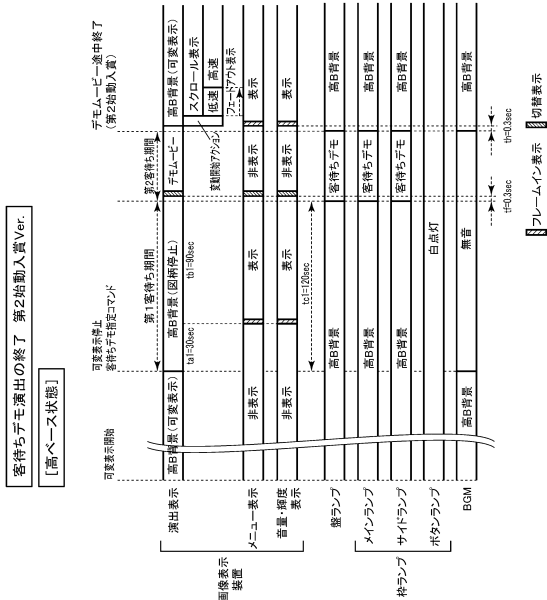 客待ちデモ演出の終了 第2始動入賞Ver.
[高ベース状態]
可変表示開始
可変表示停止
客待ちデモ指定コマンド
デモムービー途中終了
(第2始動入賞)
第1客待ち期間
第2客待ち期間
画像表示
装置
演出表示
高B背景(可変表示)
高B背景(図柄停止)
デモムービー
高B背景(可変表示)
スクロール表示
低速
高速
変動開始アクション
フェードアウト表示
ta1=30sec
tb1=90sec
メニュー表示
非表示
表示
非表示
表示
音量・輝度
表示
非表示
表示
非表示
表示
tc1=120sec
盤ランプ
高B背景
客待ちデモ
高B背景
枠ランプ
メインランプ
高B背景
客待ちデモ
高B背景
サイドランプ
高B背景
客待ちデモ
高B背景
ボタンランプ
白点灯
BGM
高B背景
無音
高B背景
tf=0.3sec
th=0.3sec
フレームイン表示
切替表示